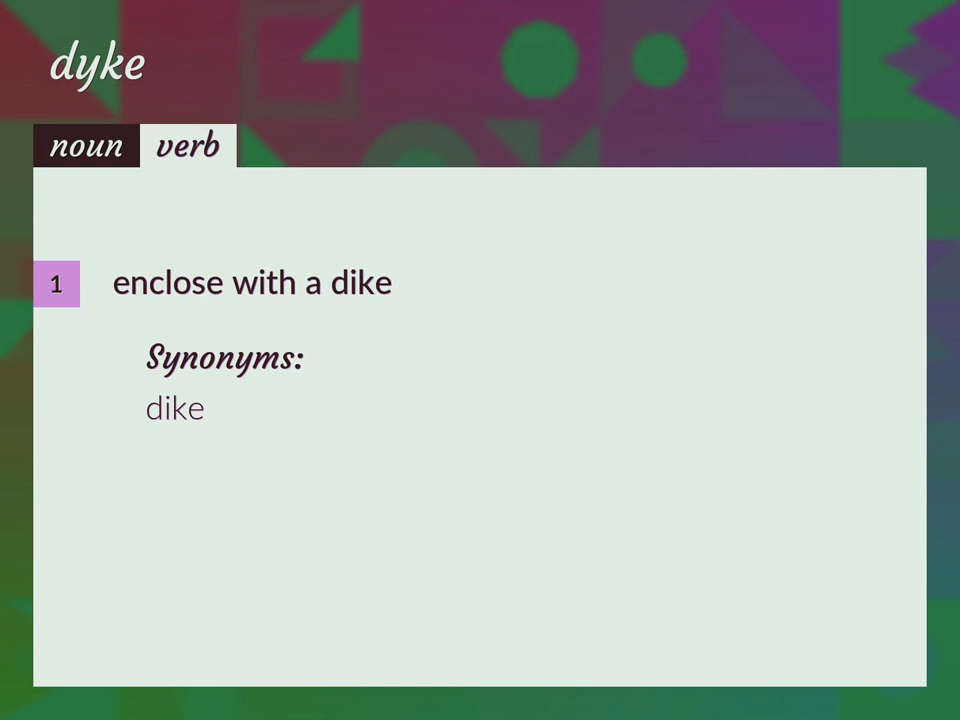 dyke
noun verb
1 enclose with a dike
Synonyms:
dike